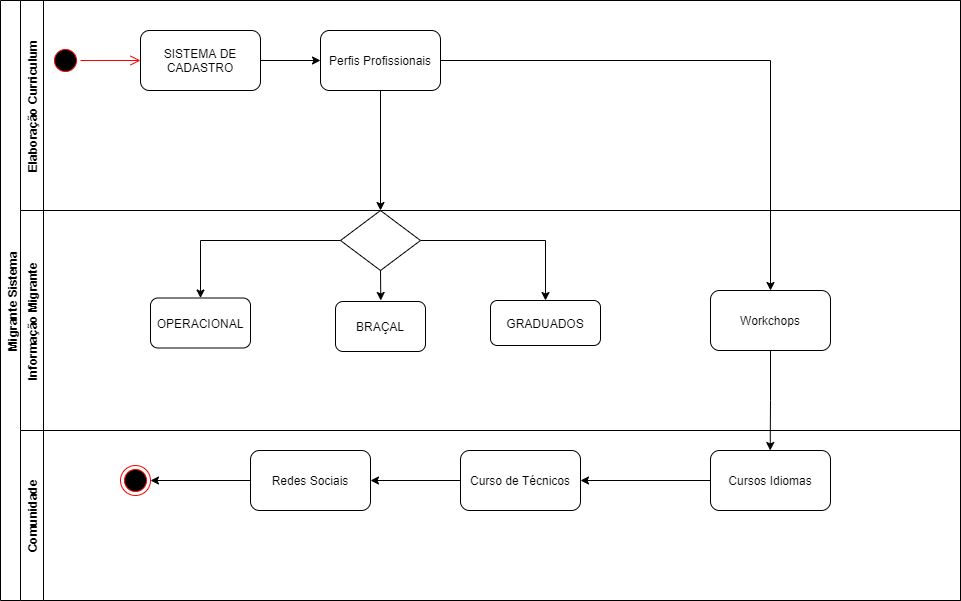 Migrante Sistema
Elaboração Curriculum
SISTEMA DE
CADASTRO
Perfis Profissionais
Informação Migrante
OPERACIONAL
BRAÇAL
GRADUADOS
Workchops
Comunidade
Redes Sociais
Curso de Técnicos
Cursos Idiomas